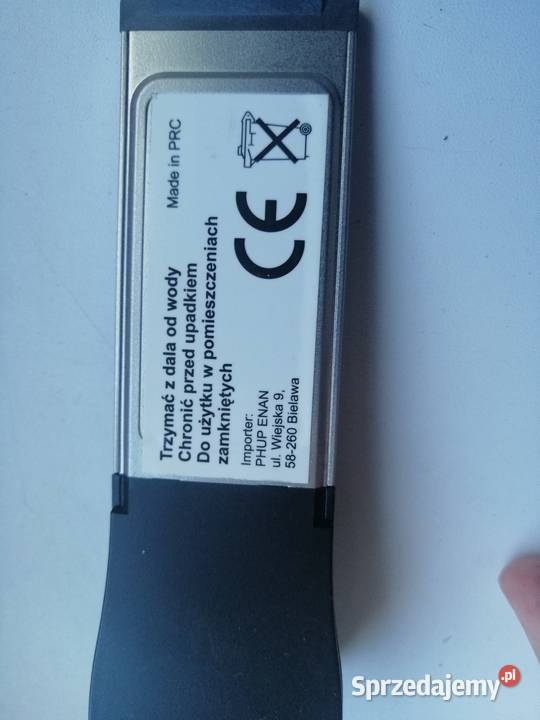 Trzymać z dala od wody
Chronić przed upadkiem
Do użytku w pomieszczeniach
zamkniętych
Importer:
PHUP ENAN
ul. Wiejska 9,
58-260 Bielawa
Made in PRC
CE
Sprzedajemy.pl